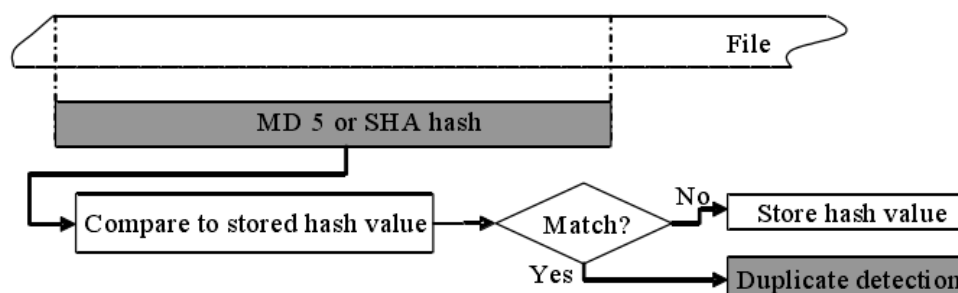 File
MD 5 or SHA hash
Compare to stored hash value
Match?
No
Store hash value
Yes
Duplicate detection